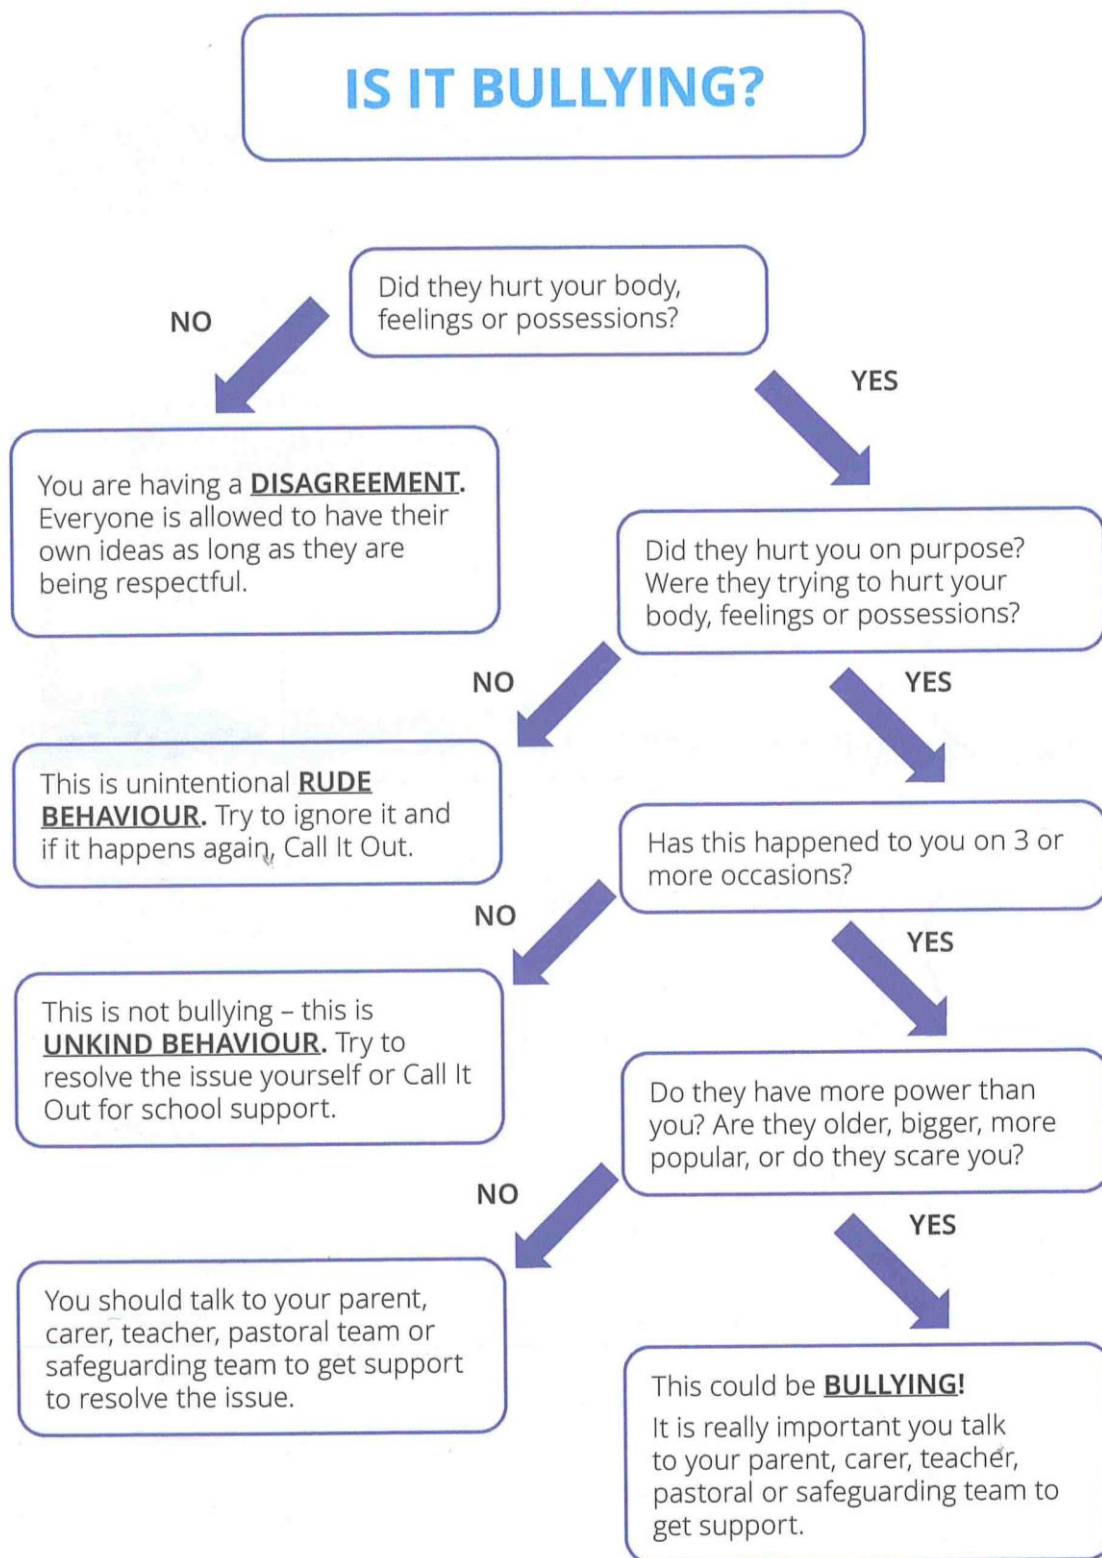 IS IT BULLYING?
Did they hurt your body,
feelings or possessions?
NO
YES
You are having a DISAGREEMENT.
Everyone is allowed to have their
own ideas as long as they are
being respectful.
Did they hurt you on purpose?
Were they trying to hurt your
body, feelings or possessions?
NO
YES
This is unintentional RUDE
BEHAVIOUR. Try to ignore it and
if it happens again, Call It Out.
Has this happened to you on 3 or
more occasions?
NO
YES
This is not bullying – this is
UNKIND BEHAVIOUR. Try to
resolve the issue yourself or Call It
Out for school support.
Do they have more power than
you? Are they older, bigger, more
popular, or do they scare you?
NO
YES
You should talk to your parent,
carer, teacher, pastoral team or
safeguarding team to get support
to resolve the issue.
This could be BULLYING!
It is really important you talk
to your parent, carer, teacher,
pastoral or safeguarding team to
get support.